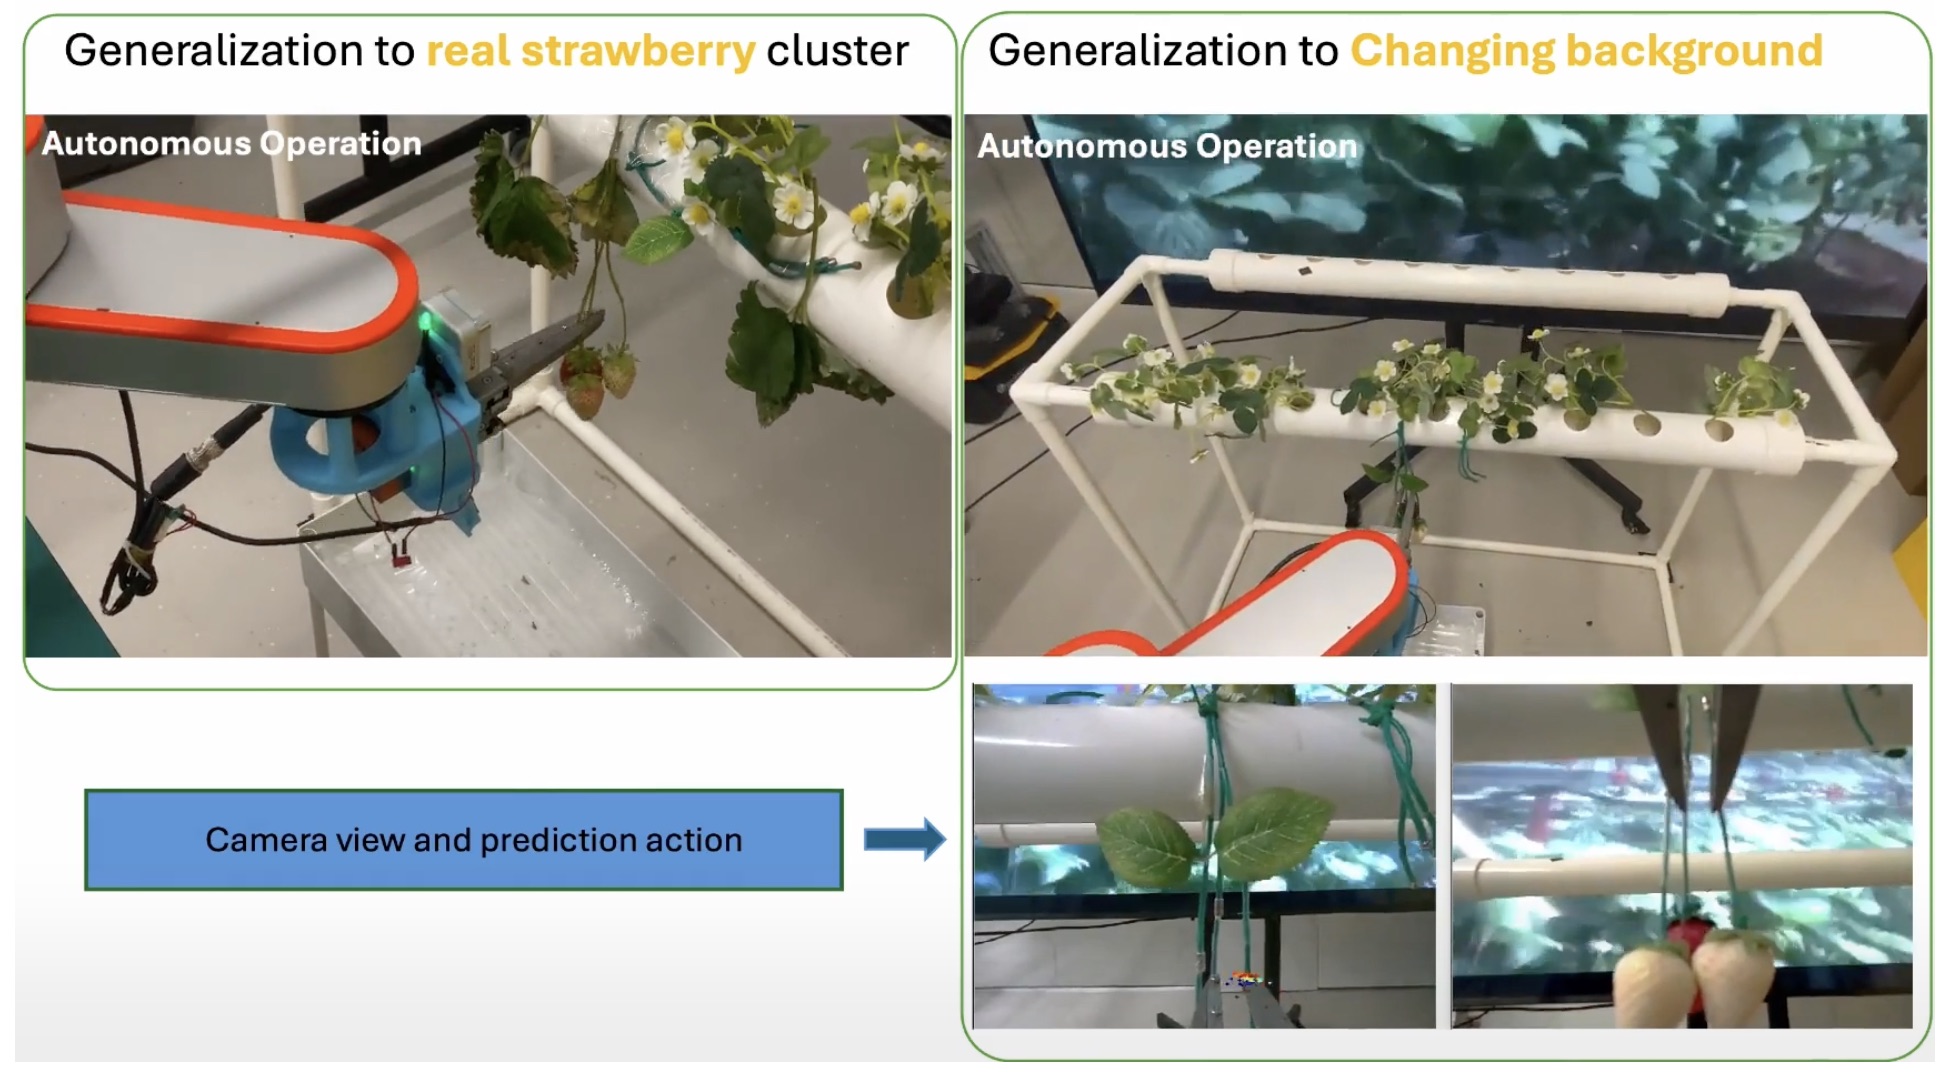 Generalization to real strawberry cluster
Autonomous Operation
Generalization to Changing background
Autonomous Operation
Camera view and prediction action